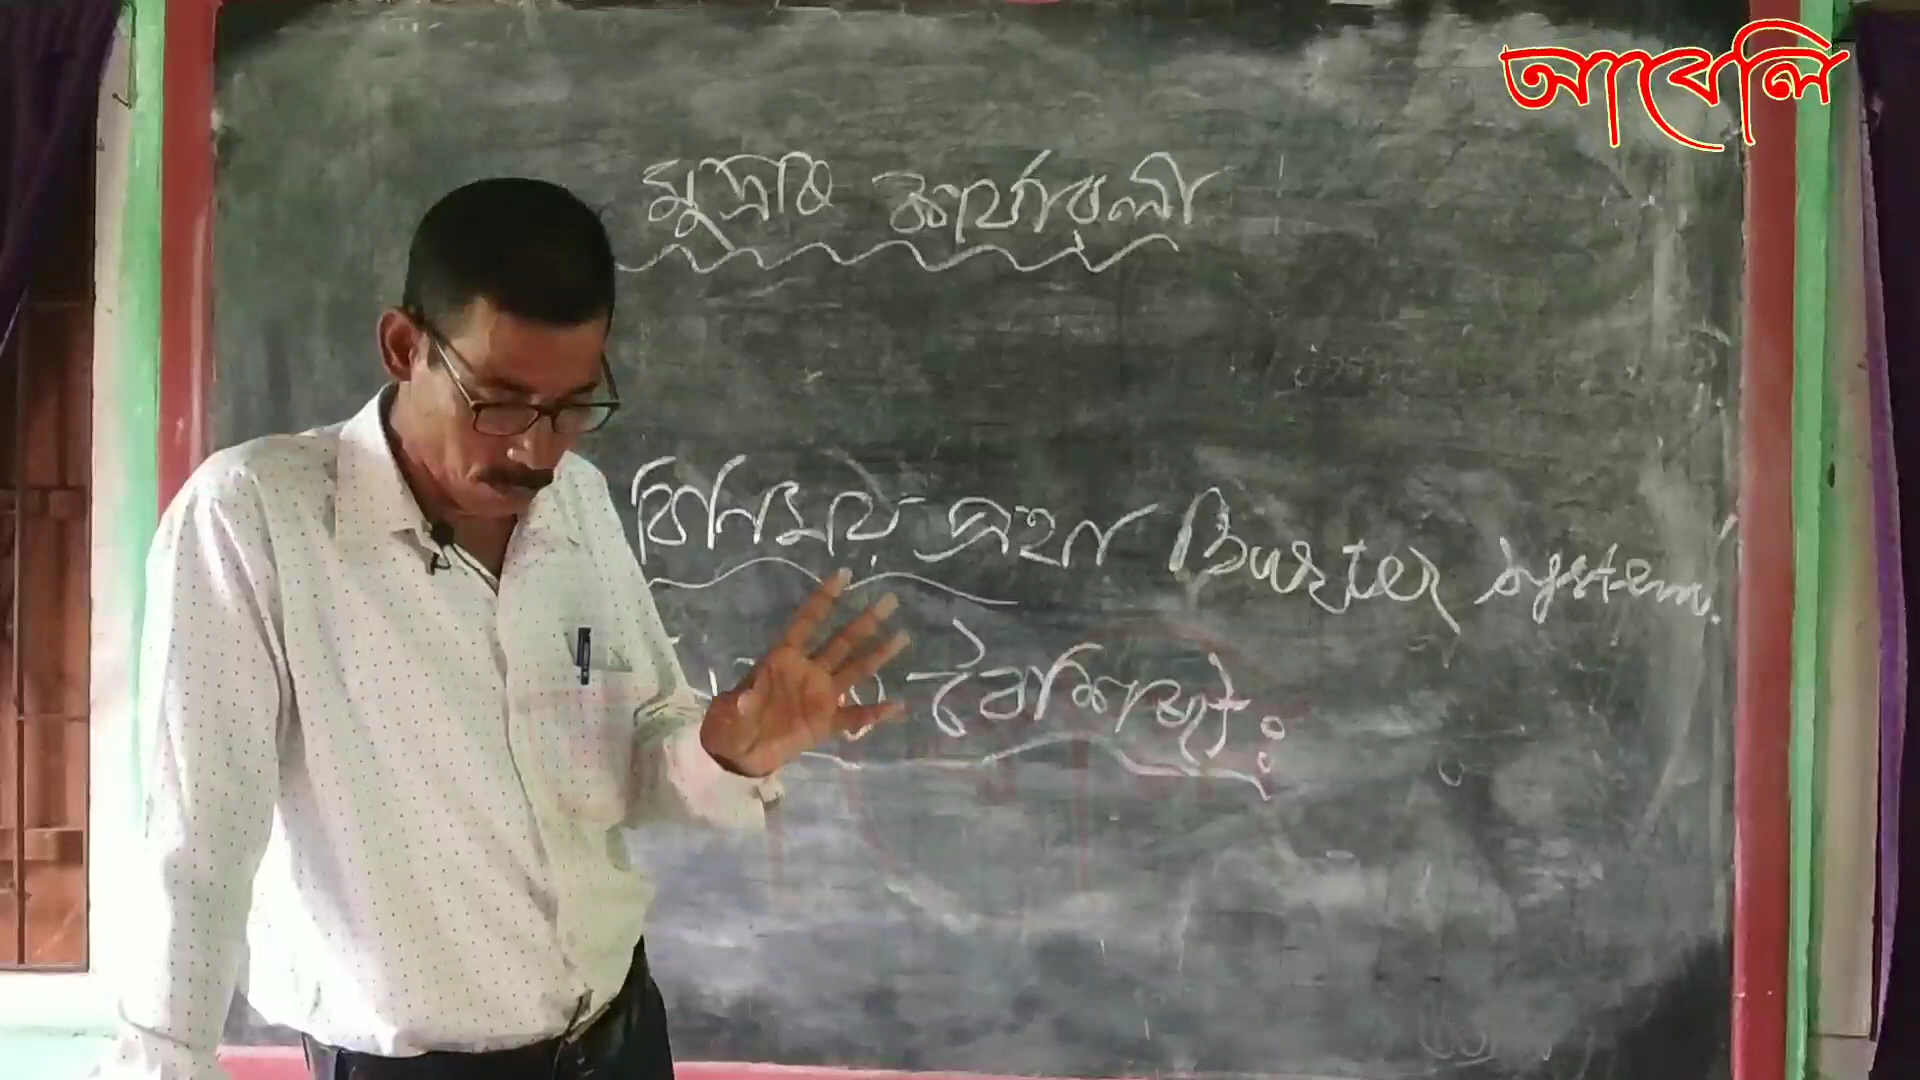 আবেলি
মুদ্ৰাৰ কাৰ্যাৱলী
বিনিময় প্ৰথা Barter System.
বৈশিষ্ট্য: